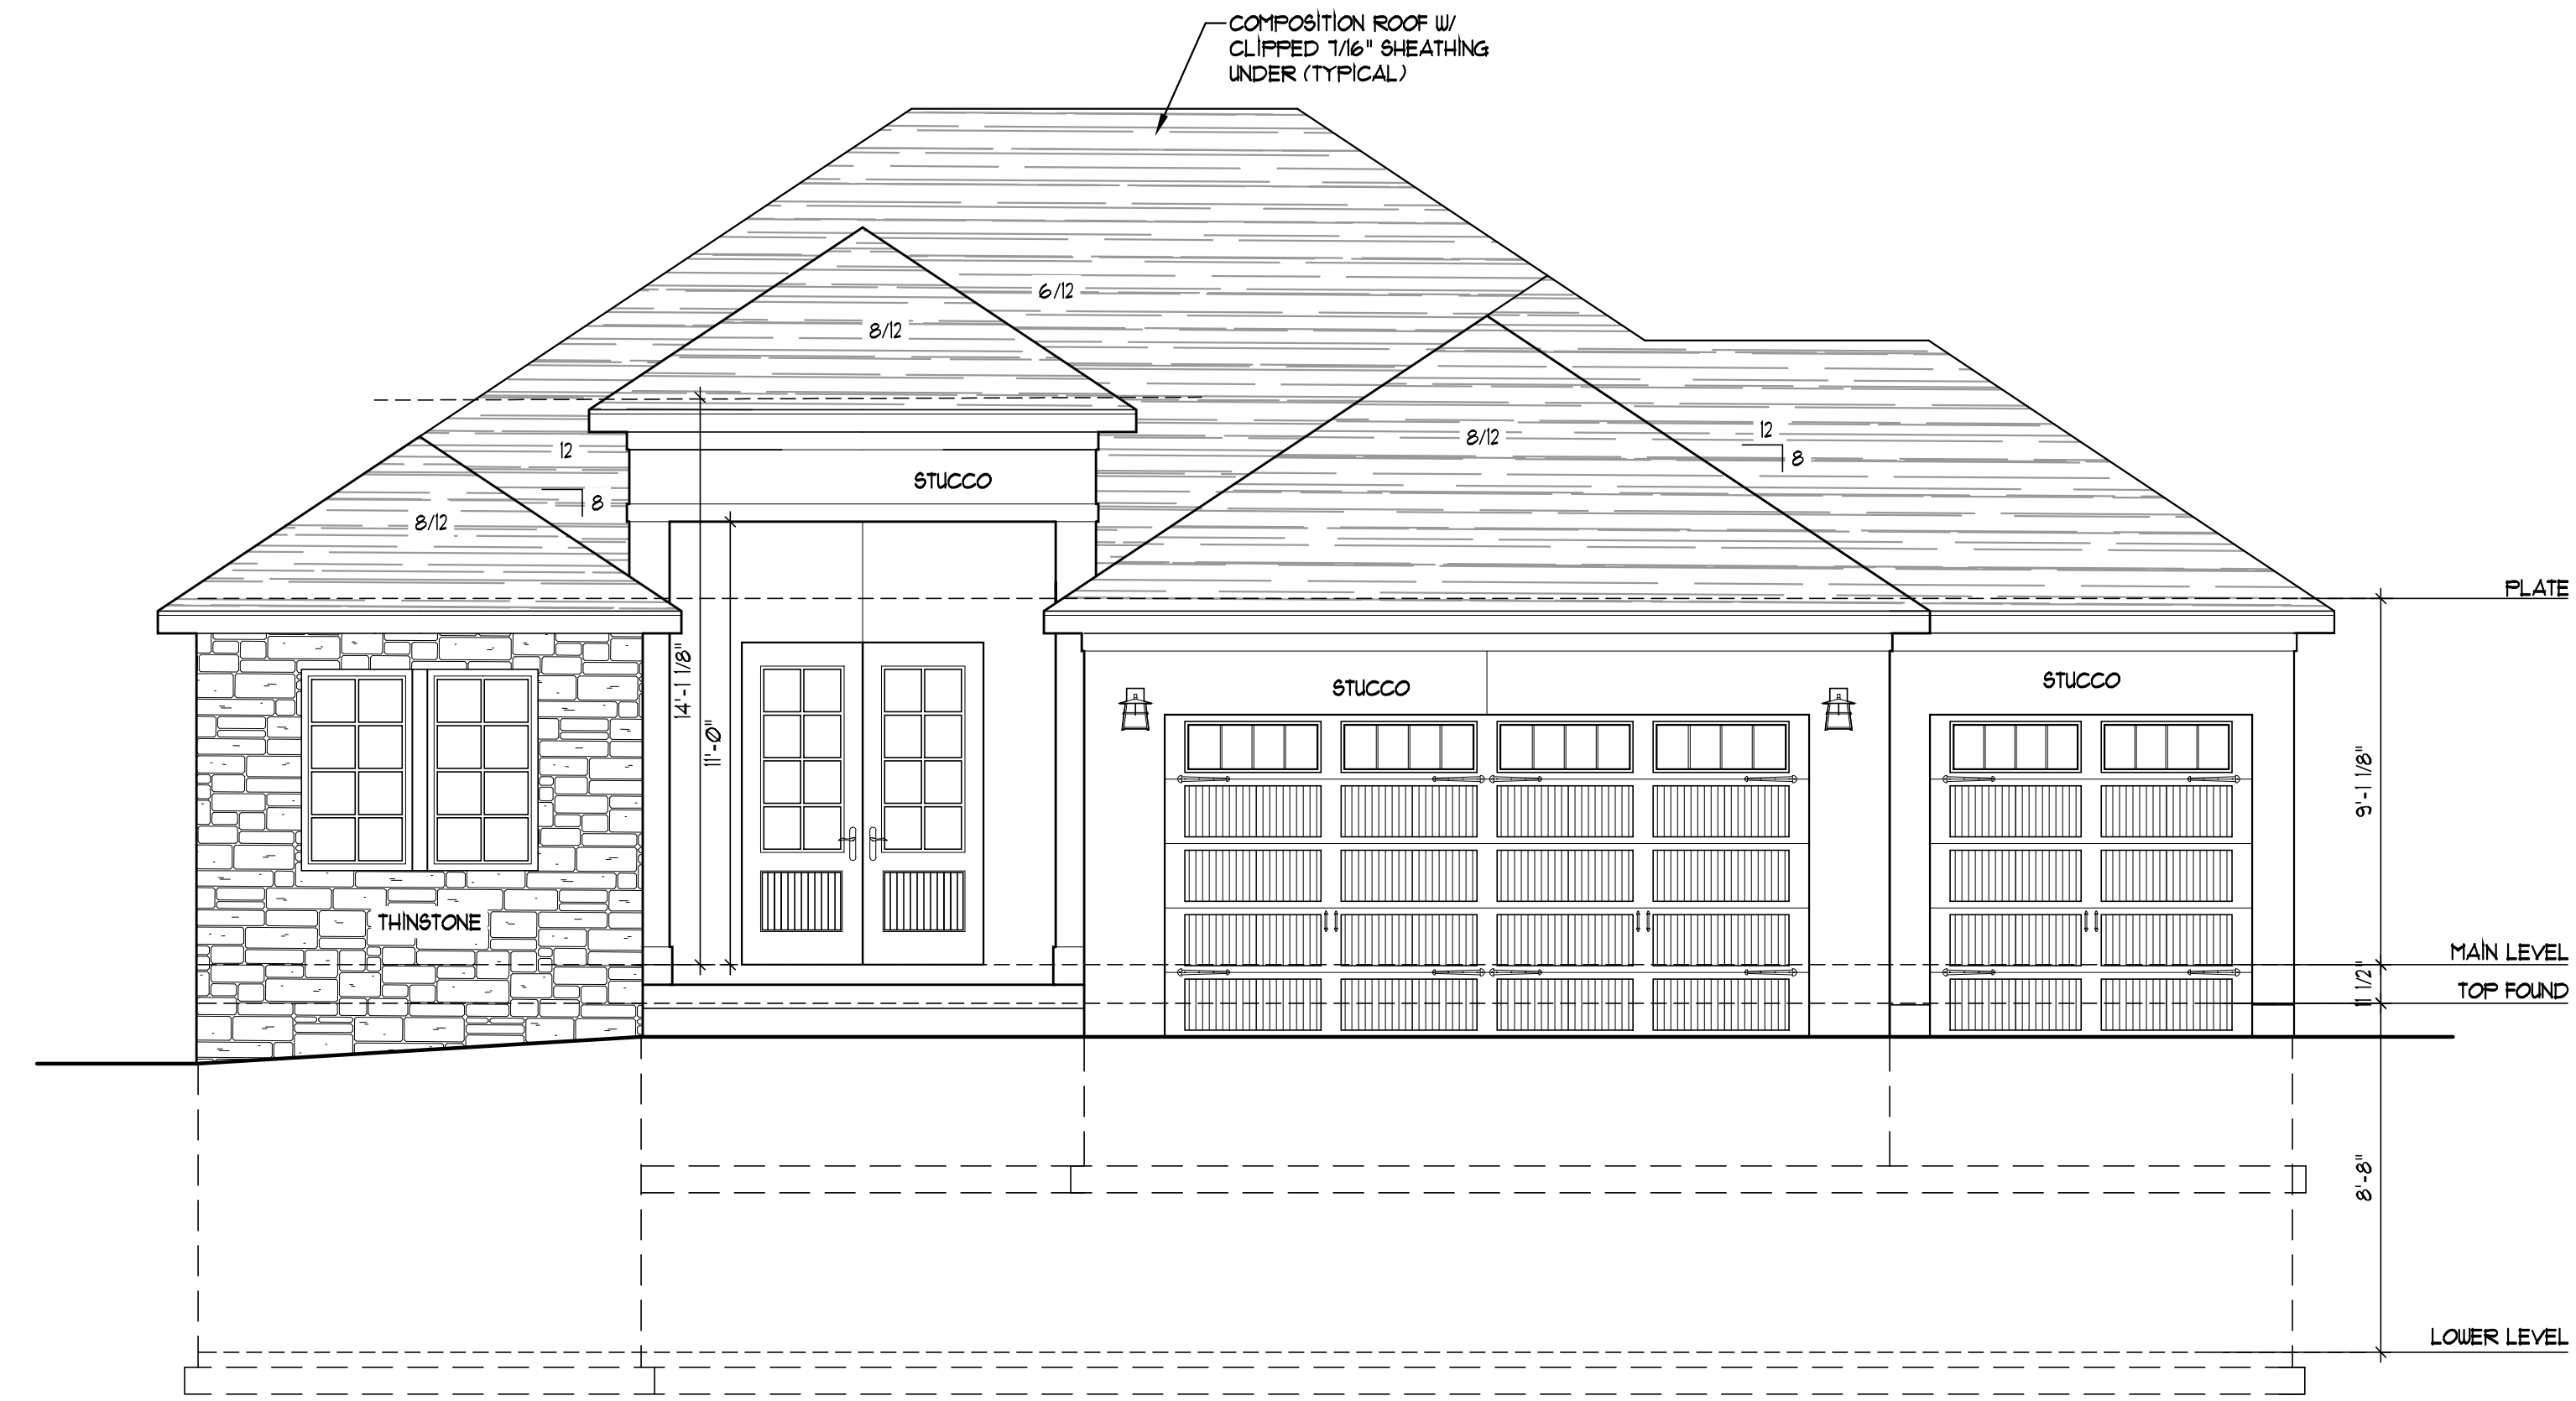 COMPOSITION ROOF W/
CLIPPED 7/16" SHEATHING
UNDER (TYPICAL)
6/12
8/12
12
8
8/12
12
8
8/12
STUCCO
PLATE
14'-1 1/8"
11'-0"
STUCCO
STUCCO
9'-1 1/8"
THINSTONE
MAIN LEVEL
11 1/2"
TOP FOUND
8'-8"
LOWER LEVEL